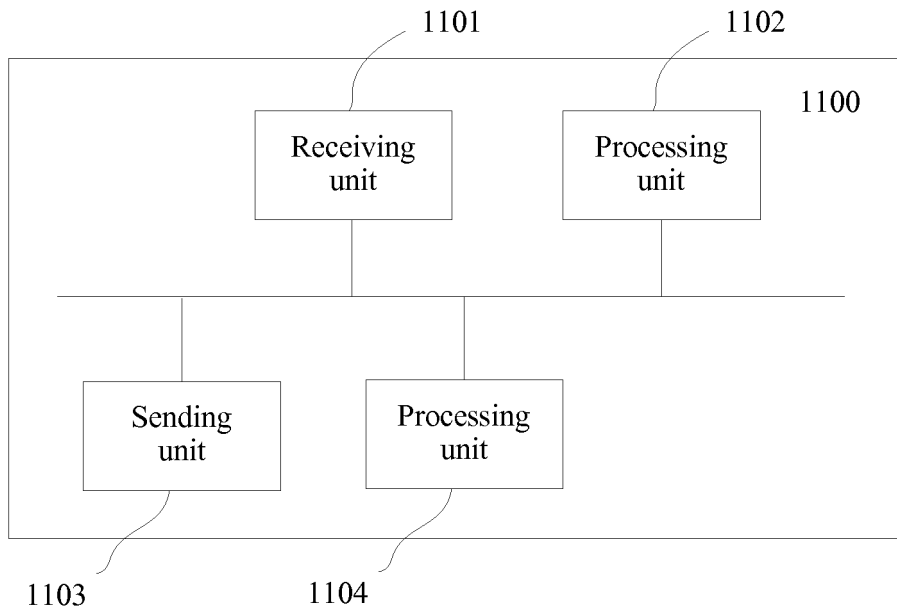 1101
1102
1100
Receiving
unit
Processing
unit
Sending
unit
Processing
unit
1103
1104